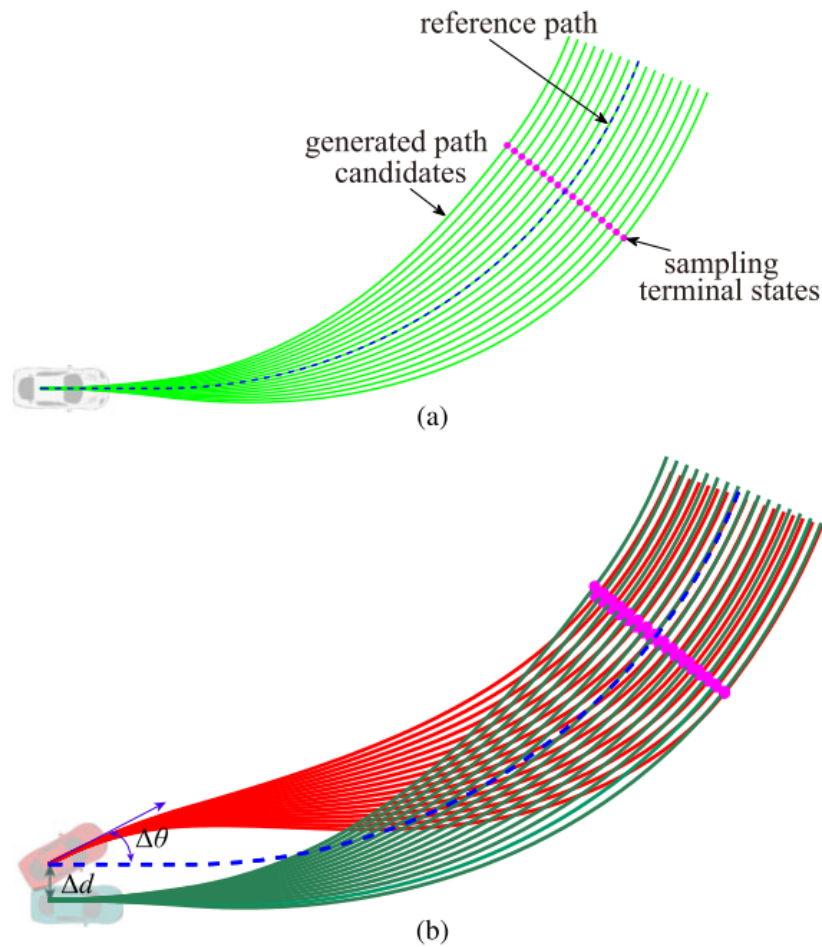 reference path
generated path
candidates
sampling
terminal states
(a)
Δθ
Δd
(b)